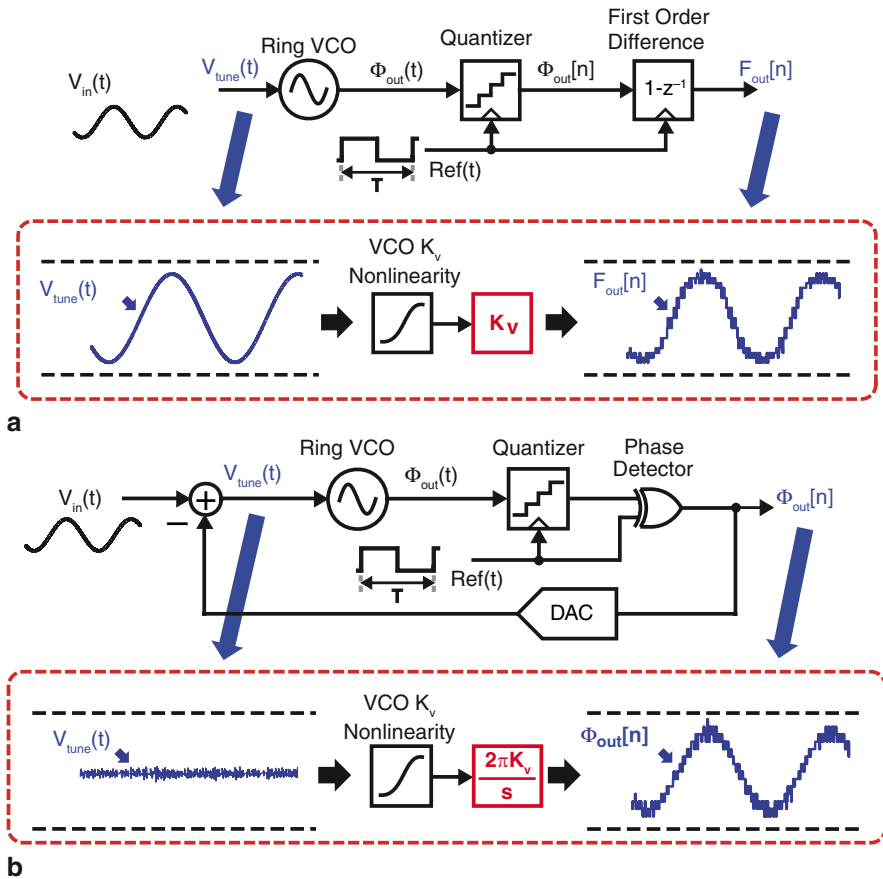 Ring VCO
Quantizer
First Order
Difference
V_in(t)
V_tune(t)
Φ_out(t)
Φ_out[n]
1-z⁻¹
F_out[n]
Ref(t)
T
VCO K_v
Nonlinearity
V_tune(t)
K_v
F_out[n]
a
Ring VCO
Quantizer
Phase
Detector
V_in(t)
+
−
V_tune(t)
Φ_out(t)
Φ_out[n]
Ref(t)
T
DAC
VCO K_v
Nonlinearity
V_tune(t)
2πK_v
s
Φ_out[n]
b